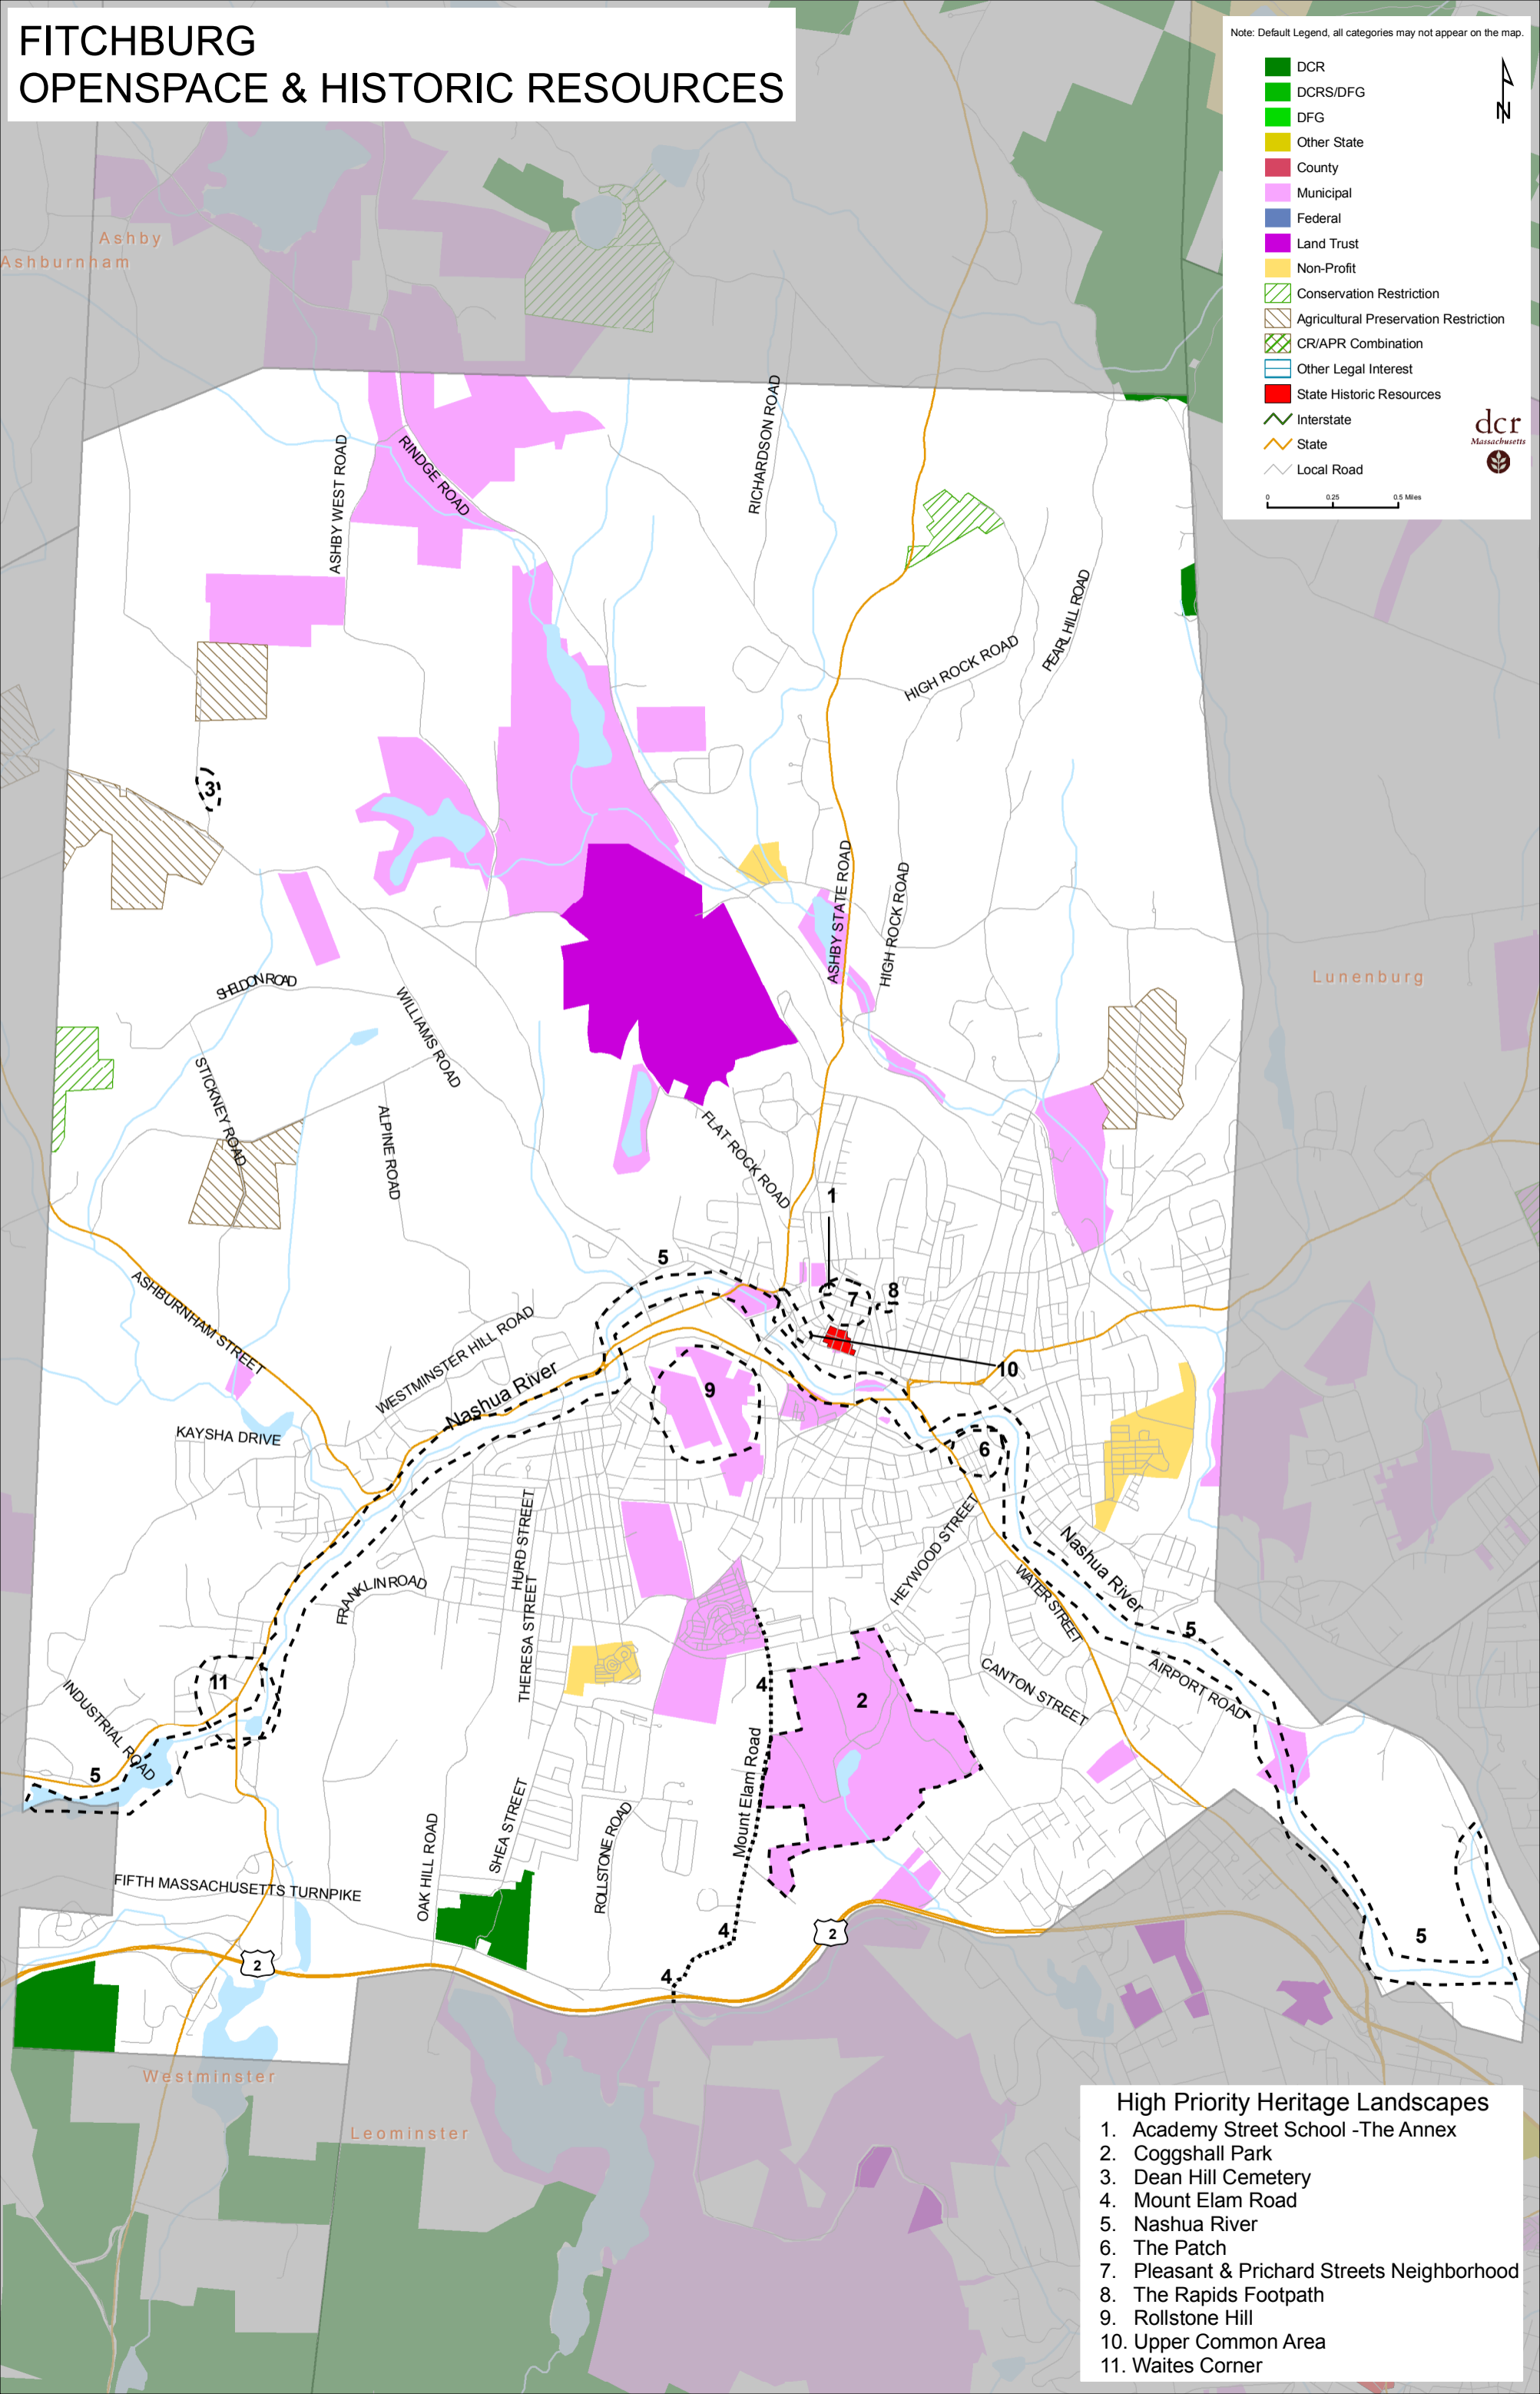 FITCHBURG
OPENSPACE & HISTORIC RESOURCES
Note: Default Legend, all categories may not appear on the map.
DCR
DCRS/DFG
DFG
Other State
County
Municipal
Federal
Land Trust
Non-Profit
Conservation Restriction
Agricultural Preservation Restriction
CR/APR Combination
Other Legal Interest
State Historic Resources
Interstate
State
Local Road
N
dcr
Massachusetts
0 0.25 0.5 Miles
Ashby
Ashburnham
RICHARDSON ROAD
ASHBY WEST ROAD
RINDGE ROAD
PEARL HILL ROAD
HIGH ROCK ROAD
3
ASHBY STATE ROAD
HIGH ROCK ROAD
Lunenburg
SHELDON ROAD
WILLIAMS ROAD
STICKNEY ROAD
ALPINE ROAD
FLAT ROCK ROAD
1
5
8
7
ASHBURNHAM STREET
WESTMINSTER HILL ROAD
Nashua River
10
9
KAYSHA DRIVE
6
HURD STREET
HEYWOOD STREET
Nashua River
FRANKLIN ROAD
THERESA STREET
WATER STREET
5
11
4
2
CANTON STREET
AIRPORT ROAD
INDUSTRIAL ROAD
5
Mount Elam Road
SHEA STREET
ROLLSTONE ROAD
OAK HILL ROAD
FIFTH MASSACHUSETTS TURNPIKE
4
2
5
2
4
Westminster
Leominster
High Priority Heritage Landscapes
1. Academy Street School -The Annex
2. Coggshall Park
3. Dean Hill Cemetery
4. Mount Elam Road
5. Nashua River
6. The Patch
7. Pleasant & Prichard Streets Neighborhood
8. The Rapids Footpath
9. Rollstone Hill
10. Upper Common Area
11. Waites Corner